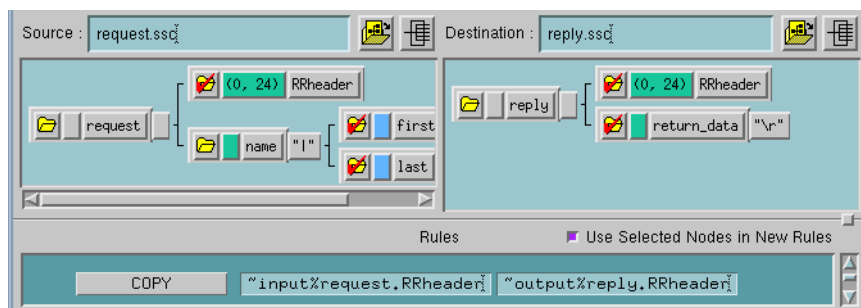 Source : request.ssc Destination : reply.ssc
(0, 24) RRheader (0, 24) RRheader
request reply
name "|" first return_data "\r"
last
Rules Use Selected Nodes in New Rules
COPY ~input%request.RRheader ~output%reply.RRheader